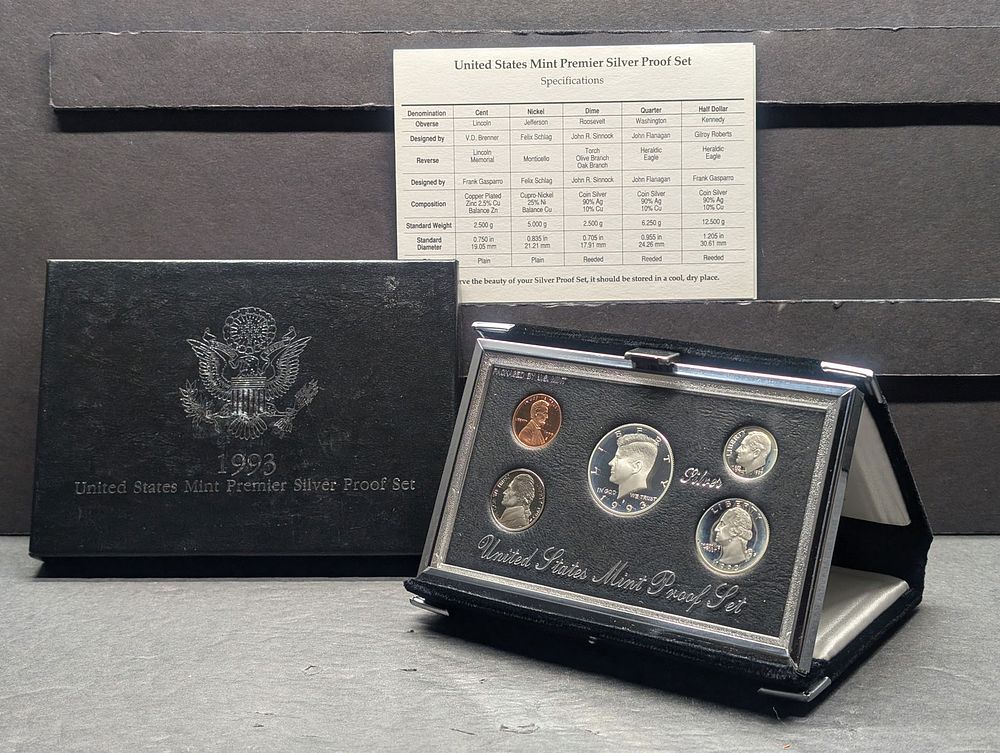 United States Mint Premier Silver Proof Set
Specifications
Denomination Cent Nickel Dime Quarter Half Dollar
Obverse Lincoln Jefferson Roosevelt Washington Kennedy
Designed by V.D. Brenner Felix Schlag John R. Sinnock John Flanagan Gilroy Roberts
Reverse Lincoln Memorial Monticello Torch Olive Branch Oak Branch Heraldic Eagle Heraldic Eagle
Designed by Frank Gasparro Felix Schlag John R. Sinnock John Flanagan Frank Gasparro
Composition Copper Plated Zinc 2.5% Cu Balance Zn Cupro-Nickel 25% Ni Balance Cu Coin Silver 90% Ag 10% Cu Coin Silver 90% Ag 10% Cu Coin Silver 90% Ag 10% Cu
Standard Weight 2.500 g 5.000 g 2.500 g 6.250 g 12.500 g
Standard Diameter 0.750 in 19.05 mm 0.835 in 21.21 mm 0.705 in 17.91 mm 0.955 in 24.26 mm 1.205 in 30.61 mm
Plain Plain Reeded Reeded Reeded
the beauty of your Silver Proof Set, it should be stored in a cool, dry place.
1993
United States Mint Premier Silver Proof Set
PACKAGED BY U.S. MINT
LIBERTY
IN GOD WE TRUST
1993
Silver
LIBERTY
LIBERTY
United States Mint Proof Set